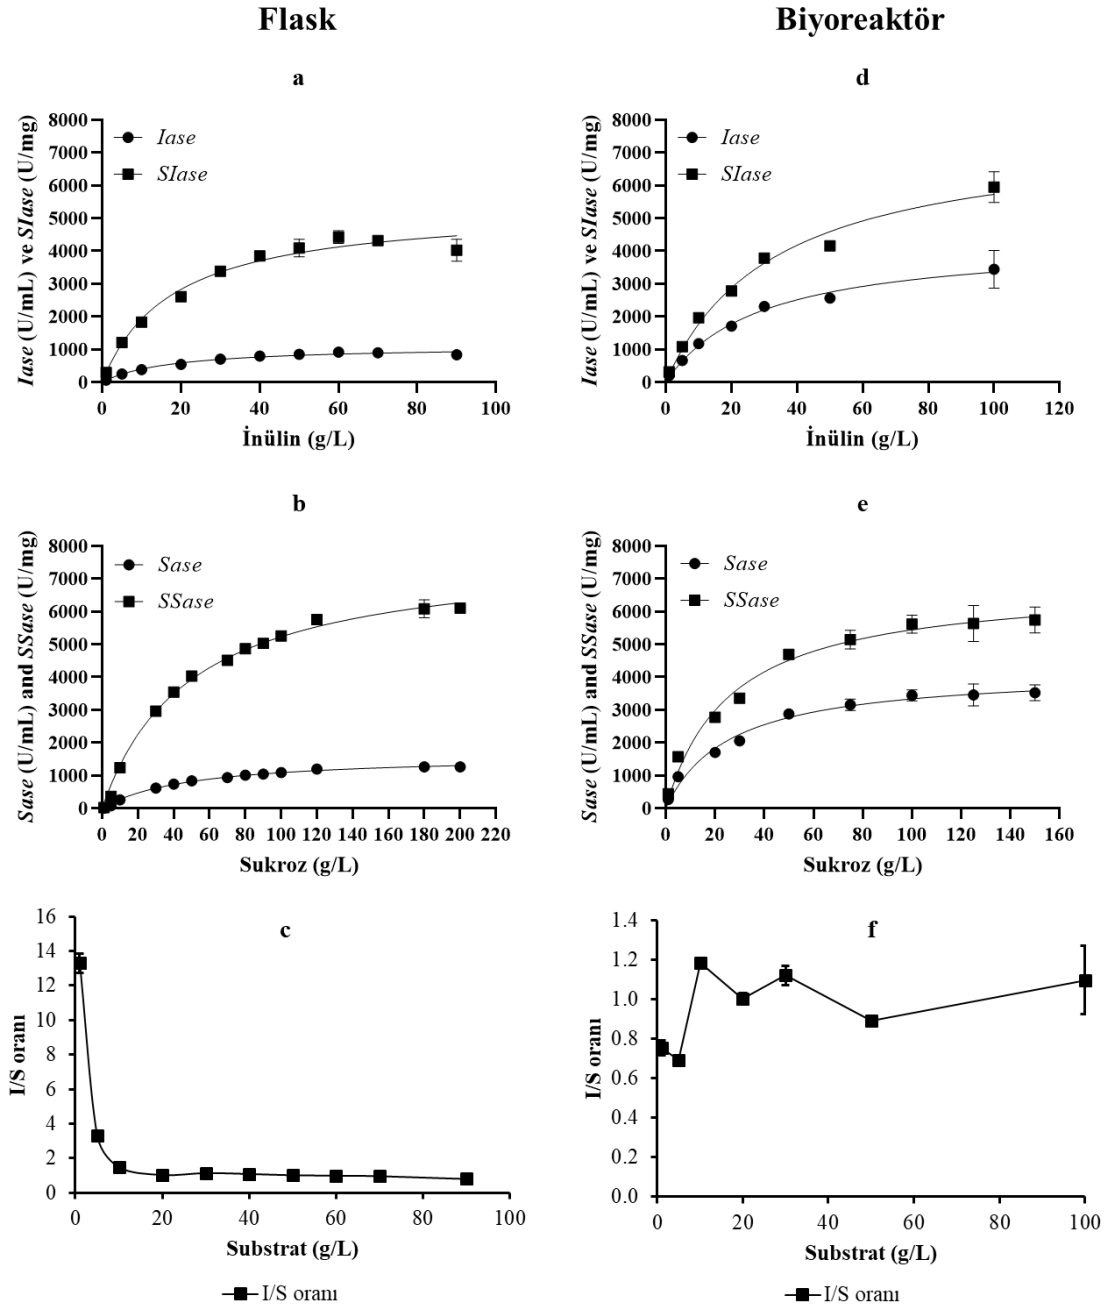 Flask
Biyoreaktör
a
Iase (U/mL) ve SIase (U/mg)
8000
7000
6000
5000
4000
3000
2000
1000
0
Iase
SIase
0 20 40 60 80 100
İnülin (g/L)
d
Iase (U/mL) ve SIase (U/mg)
8000
7000
6000
5000
4000
3000
2000
1000
0
Iase
SIase
0 20 40 60 80 100 120
İnülin (g/L)
b
Sase (U/mL) and SSase (U/mg)
8000
7000
6000
5000
4000
3000
2000
1000
0
Sase
SSase
0 20 40 60 80 100 120 140 160 180 200 220
Sukroz (g/L)
e
Sase (U/mL) and SSase (U/mg)
8000
7000
6000
5000
4000
3000
2000
1000
0
Sase
SSase
0 20 40 60 80 100 120 140 160
Sukroz (g/L)
c
I/S oranı
16
14
12
10
8
6
4
2
0
0 20 40 60 80 100
Substrat (g/L)
I/S oranı
f
I/S oranı
1.4
1.2
1.0
0.8
0.6
0.4
0.2
0.0
0 20 40 60 80 100
Substrat (g/L)
I/S oranı